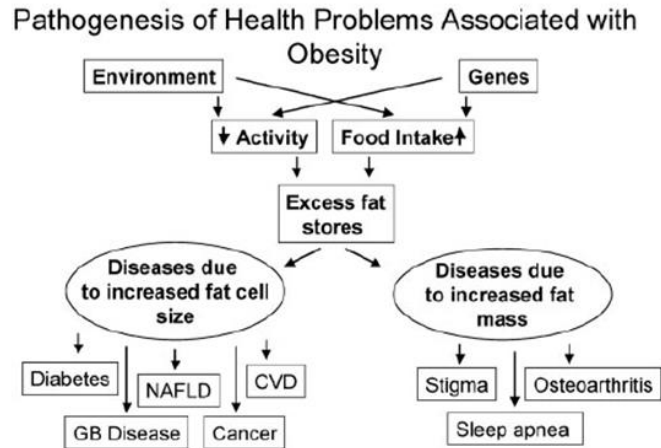 Pathogenesis of Health Problems Associated with
Obesity
Environment
Genes
↓ Activity
Food Intake↑
Excess fat
stores
Diseases due
to increased fat cell
size
Diseases due
to increased fat
mass
Diabetes
NAFLD
CVD
GB Disease
Cancer
Stigma
Osteoarthritis
Sleep apnea